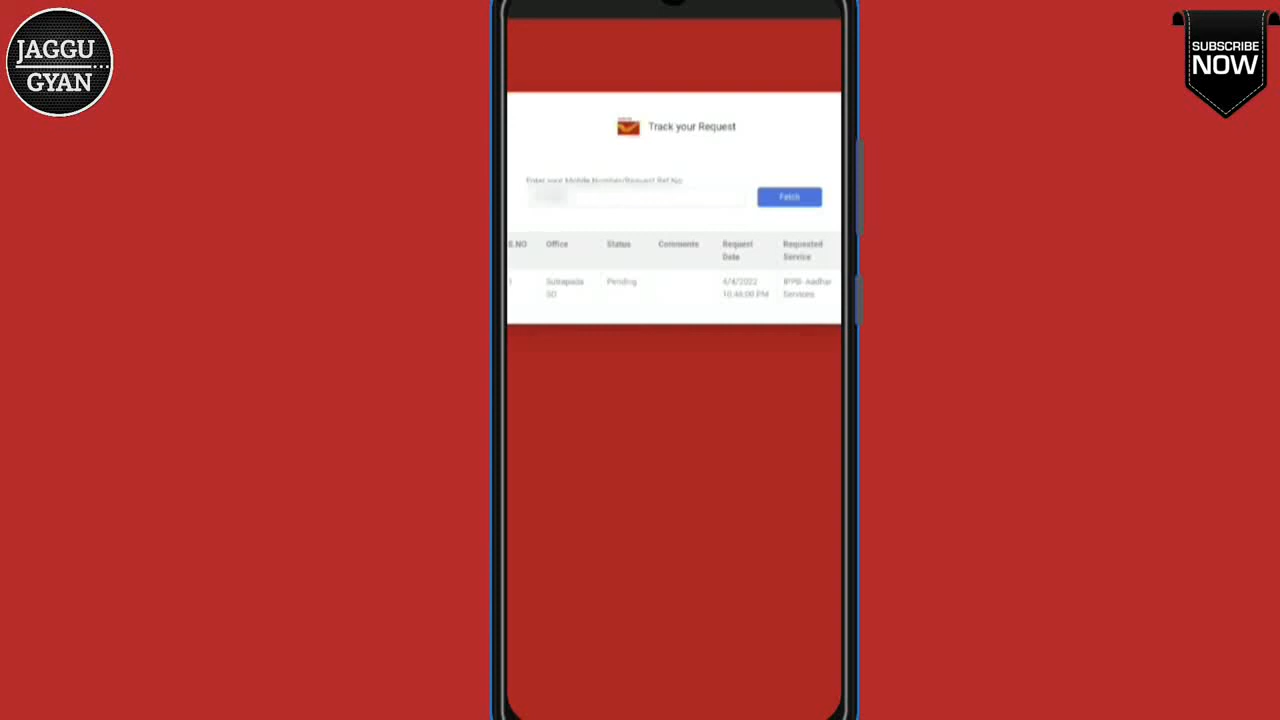 JAGGU
GYAN
SUBSCRIBE
NOW
Track your Request
Enter your Mobile Number/Request Ref No
Fetch
S.NO Office Status Comments Request Date Requested Service
1 Sutrapada SO Pending 4/4/2022 10:46:00 PM IPPB- Aadhar Services